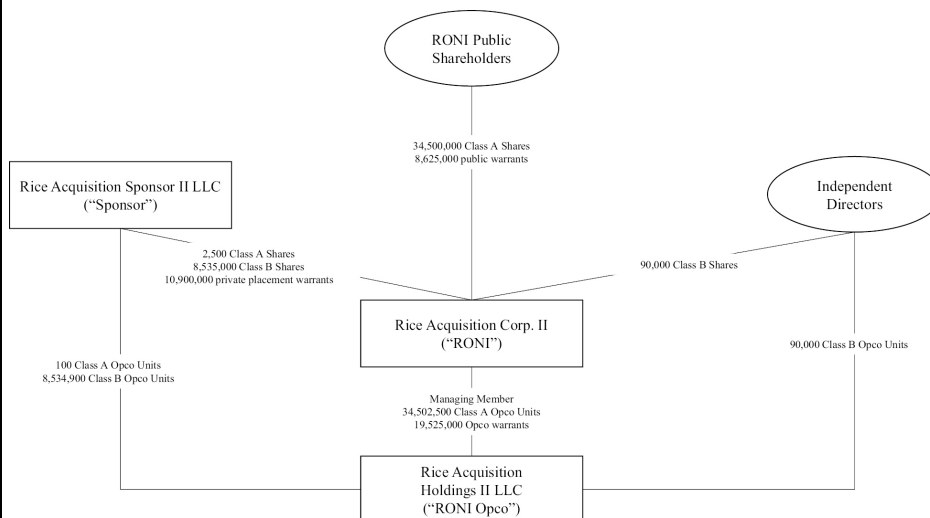 RONI Public
Shareholders
34,500,000 Class A Shares
8,625,000 public warrants
Rice Acquisition Sponsor II LLC
(“Sponsor”)
Independent
Directors
2,500 Class A Shares
8,535,000 Class B Shares
10,900,000 private placement warrants
90,000 Class B Shares
Rice Acquisition Corp. II
(“RONI”)
100 Class A Opco Units
8,534,900 Class B Opco Units
90,000 Class B Opco Units
Managing Member
34,502,500 Class A Opco Units
19,525,000 Opco warrants
Rice Acquisition
Holdings II LLC
(“RONI Opco”)